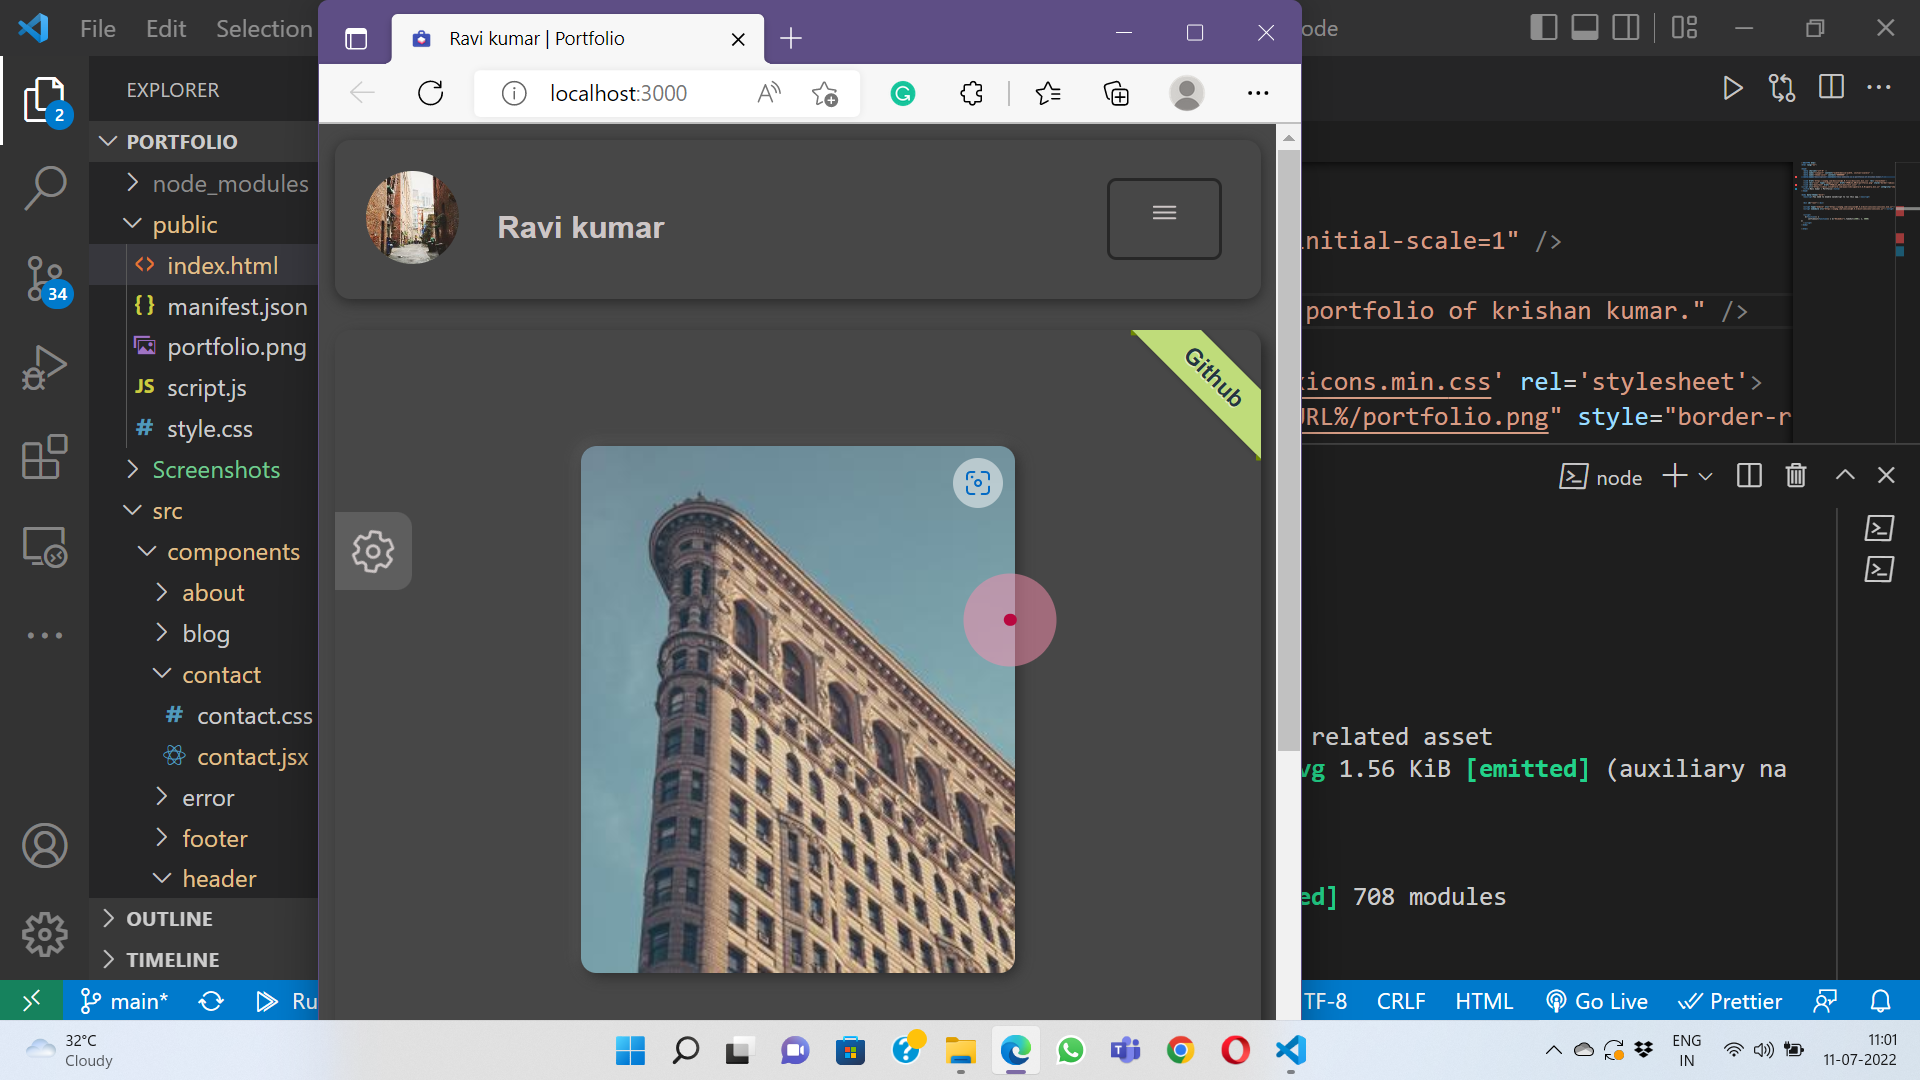 File Edit Selection
ode
Ravi kumar | Portfolio
localhost:3000
EXPLORER
PORTFOLIO
node_modules
public
index.html
manifest.json
portfolio.png
JS script.js
# style.css
Screenshots
src
components
about
blog
contact
# contact.css
contact.jsx
error
footer
header
OUTLINE
TIMELINE
2
34
Ravi kumar
Github
initial-scale=1" />
portfolio of krishan kumar." />
xicons.min.css' rel='stylesheet'>
URL%/portfolio.png" style="border-r
node
related asset
vg 1.56 KiB [emitted] (auxiliary na
ed] 708 modules
main* Ru
TF-8 CRLF HTML Go Live Prettier
32°C
Cloudy
ENG
IN
11:01
11-07-2022